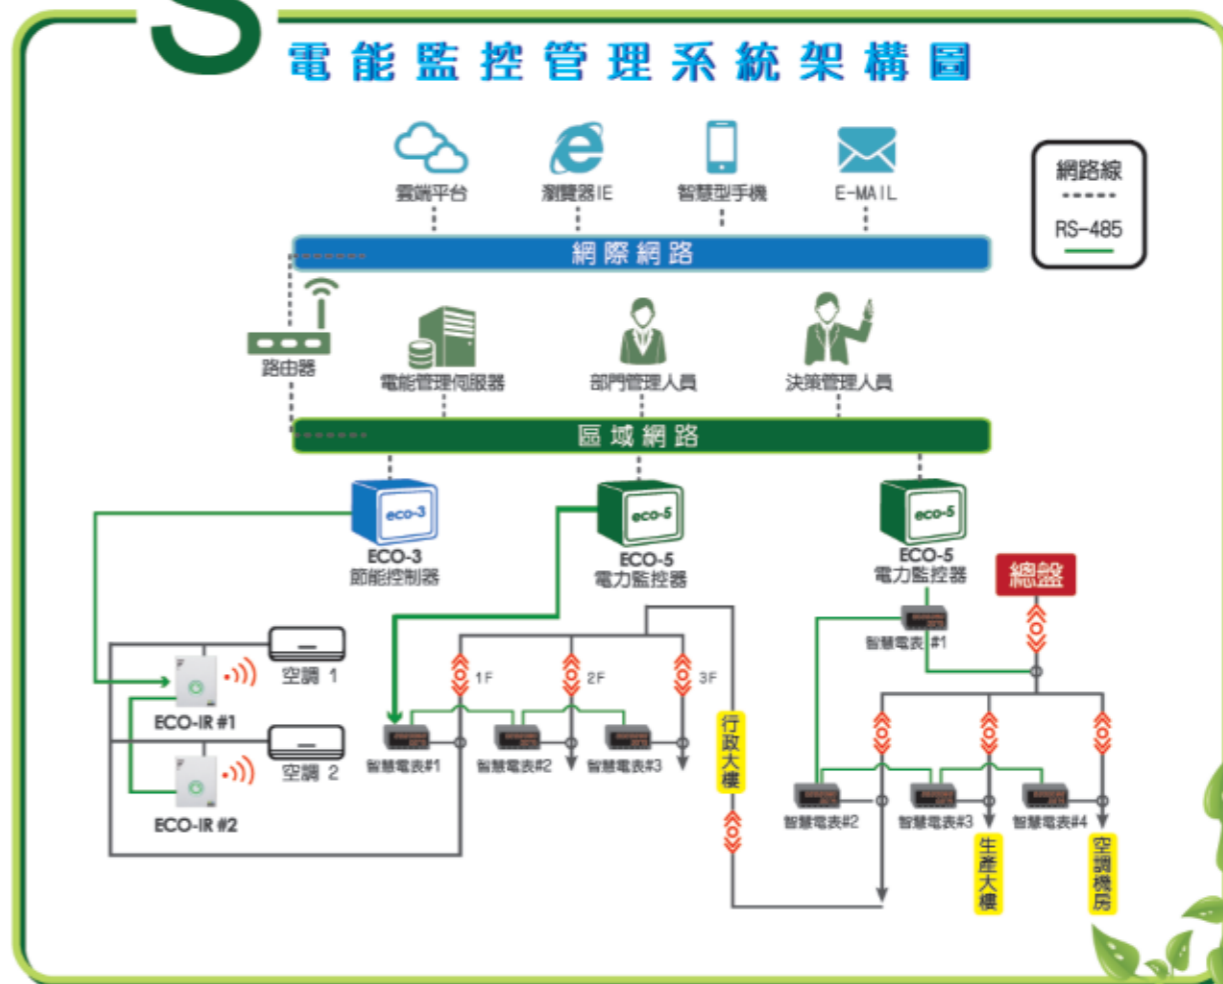 S
電能監控管理系統架構圖
雲端平台
瀏覽器IE
智慧型手機
E-MAIL
網路線
RS-485
網際網路
路由器
電能管理伺服器
部門管理人員
決策管理人員
區域網路
eco-3
eco-5
eco-5
ECO-3
節能控制器
ECO-5
電力監控器
ECO-5
電力監控器
總盤
智慧電表 #1
空調 1
ECO-IR #1
空調 2
ECO-IR #2
1F
2F
3F
智慧電表#1
智慧電表#2
智慧電表#3
行政大樓
智慧電表#2
智慧電表#3
智慧電表#4
生產大樓
空調機房